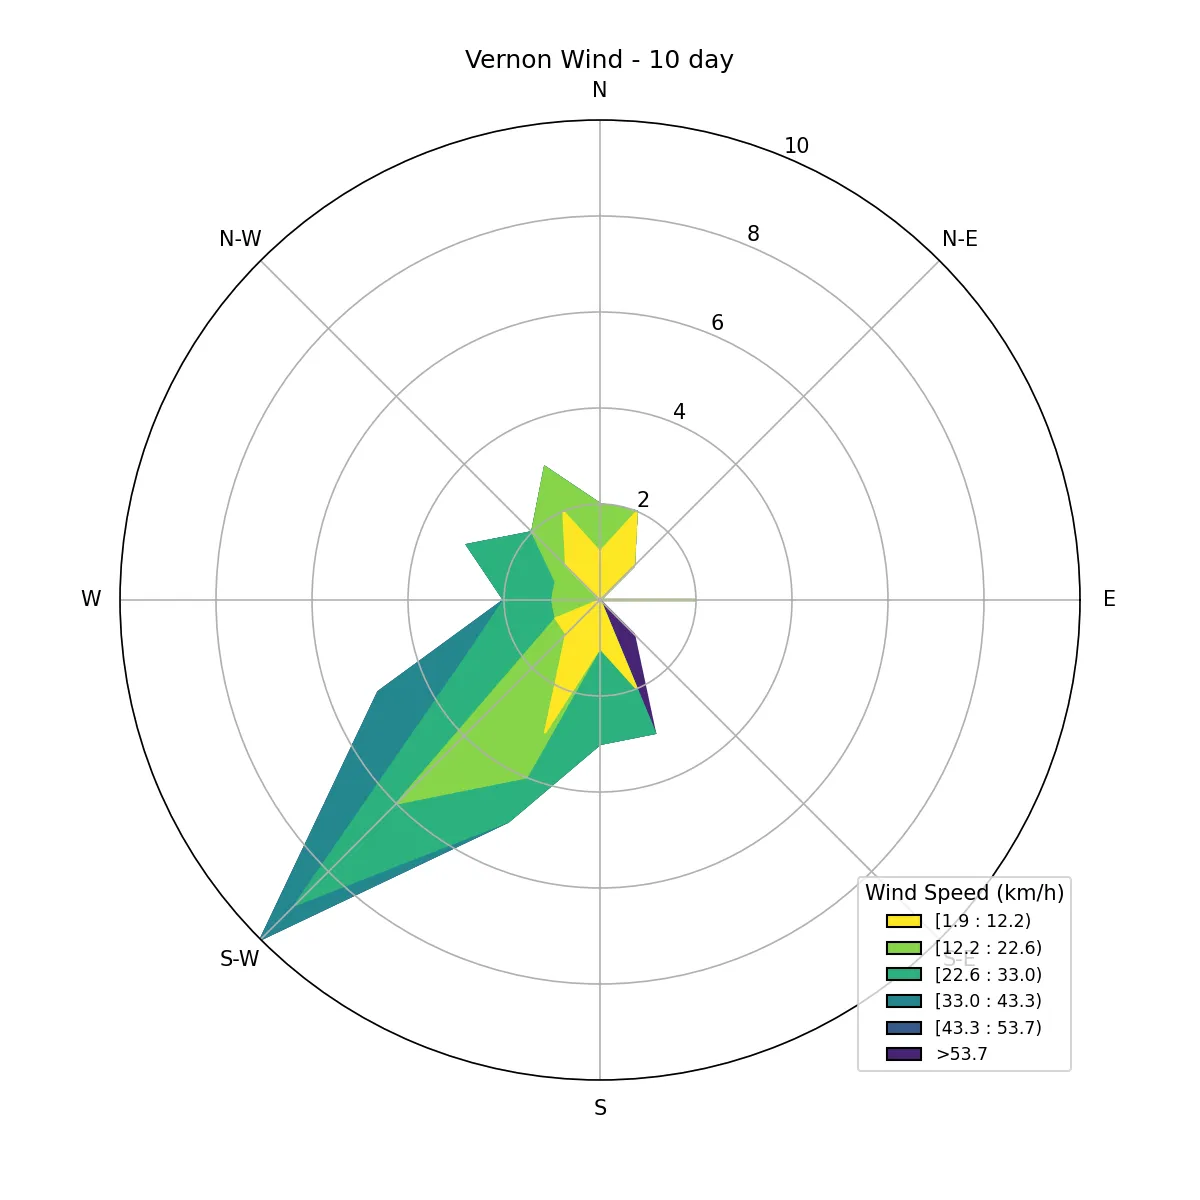 Vernon Wind - 10 day
N
10
N-W
N-E
8
6
4
2
W
E
S-W
S-E
S
Wind Speed (km/h)
[1.9 : 12.2)
[12.2 : 22.6)
[22.6 : 33.0)
[33.0 : 43.3)
[43.3 : 53.7)
>53.7